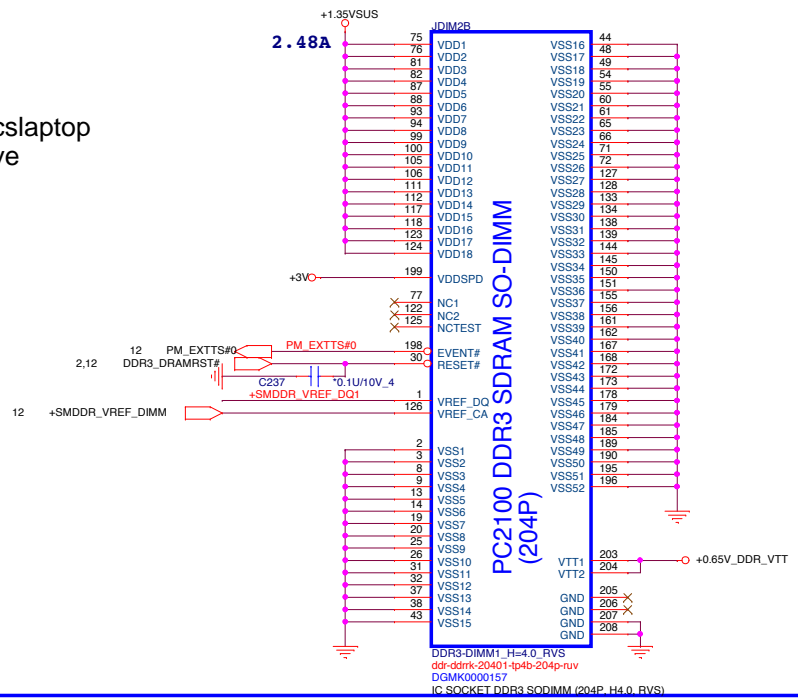 +1.35VSUS
2.48A
JDIM2B
cslaptop
ve
75 VDD1
76 VDD2
81 VDD3
82 VDD4
87 VDD5
88 VDD6
93 VDD7
94 VDD8
99 VDD9
100 VDD10
105 VDD11
106 VDD12
111 VDD13
112 VDD14
117 VDD15
118 VDD16
123 VDD17
124 VDD18
+3V 199 VDDSPD
77 NC1
122 NC2
125 NCTEST
12 PM_EXTTS#0 PM_EXTTS#0 198 EVENT#
2,12 DDR3_DRAMRST# 30 RESET#
C237 *0.1U/10V_4
+SMDDR_VREF_DQ1 1 VREF_DQ
12 +SMDDR_VREF_DIMM 126 VREF_CA
2 VSS1
3 VSS2
8 VSS3
9 VSS4
13 VSS5
14 VSS6
19 VSS7
20 VSS8
25 VSS9
26 VSS10
31 VSS11
32 VSS12
37 VSS13
38 VSS14
43 VSS15
PC2100 DDR3 SDRAM SO-DIMM
(204P)
VSS16 44
VSS17 48
VSS18 49
VSS19 54
VSS20 55
VSS21 60
VSS22 61
VSS23 65
VSS24 66
VSS25 71
VSS26 72
VSS27 127
VSS28 128
VSS29 133
VSS30 134
VSS31 138
VSS32 139
VSS33 144
VSS34 145
VSS35 150
VSS36 151
VSS37 155
VSS38 156
VSS39 161
VSS40 162
VSS41 167
VSS42 168
VSS43 172
VSS44 173
VSS45 178
VSS46 179
VSS47 184
VSS48 185
VSS49 189
VSS50 190
VSS51 195
VSS52 196
VTT1 203 +0.65V_DDR_VTT
VTT2 204
GND 205
GND 206
GND 207
GND 208
DDR3-DIMM1_H=4.0_RVS
ddr-ddrrk-20401-tp4b-204p-ruv
DGMK0000157
IC SOCKET DDR3 SODIMM (204P, H4.0, RVS)